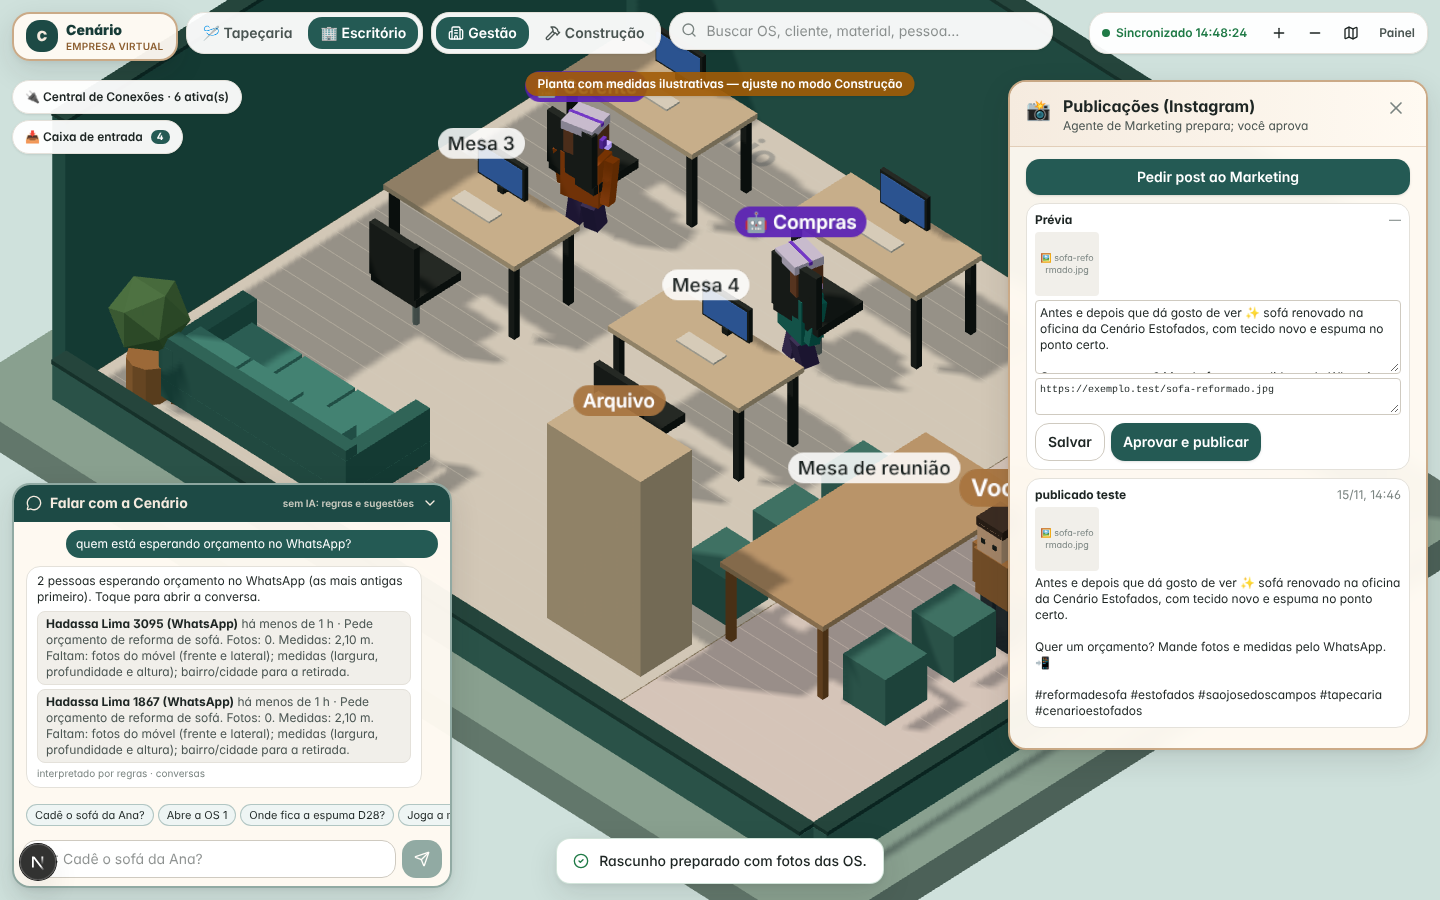 C
Cenário
EMPRESA VIRTUAL
Tapeçaria
Escritório
Gestão
Construção
Buscar OS, cliente, material, pessoa...
Sincronizado 14:48:24
Painel
Central de Conexões · 6 ativa(s)
Caixa de entrada 4
Planta com medidas ilustrativas — ajuste no modo Construção
Mesa 3
Compras
Mesa 4
Arquivo
Mesa de reunião
Voc
Publicações (Instagram)
Agente de Marketing prepara; você aprova
Pedir post ao Marketing
Prévia —
sofa-refo
rmado.jpg
Antes e depois que dá gosto de ver ✨ sofá renovado na
oficina da Cenário Estofados, com tecido novo e espuma no
ponto certo.
https://exemplo.test/sofa-reformado.jpg
Salvar
Aprovar e publicar
publicado teste 15/11, 14:46
sofa-refo
rmado.jpg
Antes e depois que dá gosto de ver ✨ sofá renovado na oficina
da Cenário Estofados, com tecido novo e espuma no ponto
certo.
Quer um orçamento? Mande fotos e medidas pelo WhatsApp.
📲
#reformadesofa #estofados #saojosedoscampos #tapecaria
#cenarioestofados
Falar com a Cenário
sem IA: regras e sugestões
quem está esperando orçamento no WhatsApp?
2 pessoas esperando orçamento no WhatsApp (as mais antigas
primeiro). Toque para abrir a conversa.
Hadassa Lima 3095 (WhatsApp) há menos de 1 h · Pede
orçamento de reforma de sofá. Fotos: 0. Medidas: 2,10 m.
Faltam: fotos do móvel (frente e lateral); medidas (largura,
profundidade e altura); bairro/cidade para a retirada.
Hadassa Lima 1867 (WhatsApp) há menos de 1 h · Pede
orçamento de reforma de sofá. Fotos: 0. Medidas: 2,10 m.
Faltam: fotos do móvel (frente e lateral); medidas (largura,
profundidade e altura); bairro/cidade para a retirada.
interpretado por regras · conversas
Cadê o sofá da Ana?
Abre a OS 1
Onde fica a espuma D28?
Joga a
N
Cadê o sofá da Ana?
Rascunho preparado com fotos das OS.